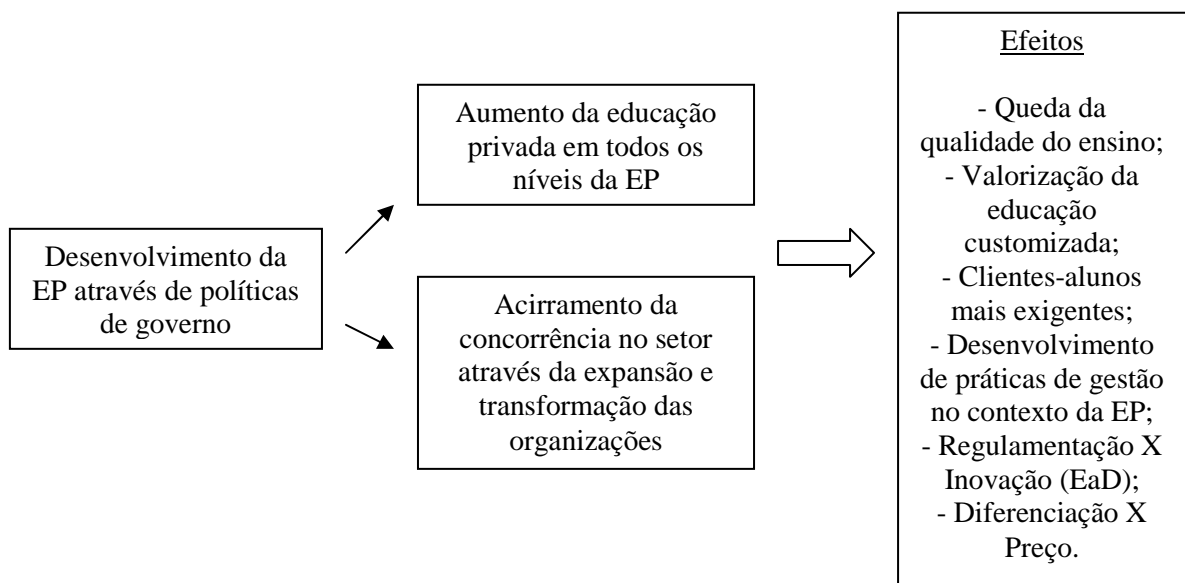 Desenvolvimento da
EP através de políticas
de governo
Aumento da educação
privada em todos os
níveis da EP
Acirramento da
concorrência no setor
através da expansão e
transformação das
organizações
Efeitos
- Queda da
qualidade do ensino;
- Valorização da
educação
customizada;
- Clientes-alunos
mais exigentes;
- Desenvolvimento
de práticas de gestão
no contexto da EP;
- Regulamentação X
Inovação (EaD);
- Diferenciação X
Preço.